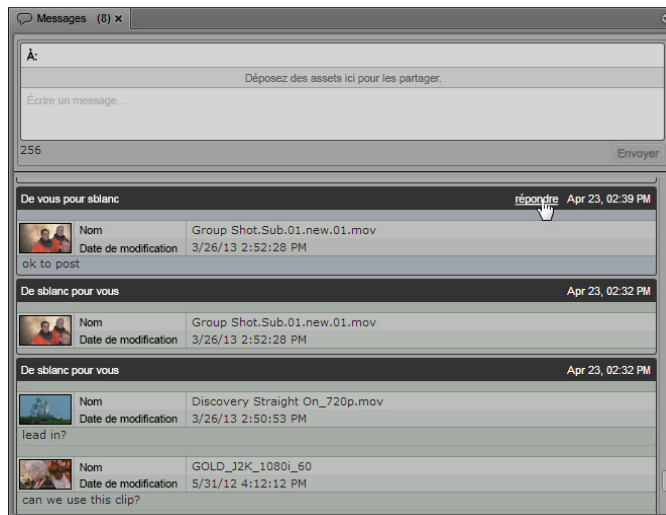 Messages (8) ×
À:
Déposez des assets ici pour les partager.
Écrire un message...
256
Envoyer
De vous pour sblanc répondre Apr 23, 02:39 PM
Nom Group Shot.Sub.01.new.01.mov
Date de modification 3/26/13 2:52:28 PM
ok to post
De sblanc pour vous Apr 23, 02:32 PM
Nom Group Shot.Sub.01.new.01.mov
Date de modification 3/26/13 2:52:28 PM
De sblanc pour vous Apr 23, 02:32 PM
Nom Discovery Straight On_720p.mov
Date de modification 3/26/13 2:50:53 PM
lead in?
Nom GOLD_J2K_1080i_60
Date de modification 5/31/12 4:12:12 PM
can we use this clip?